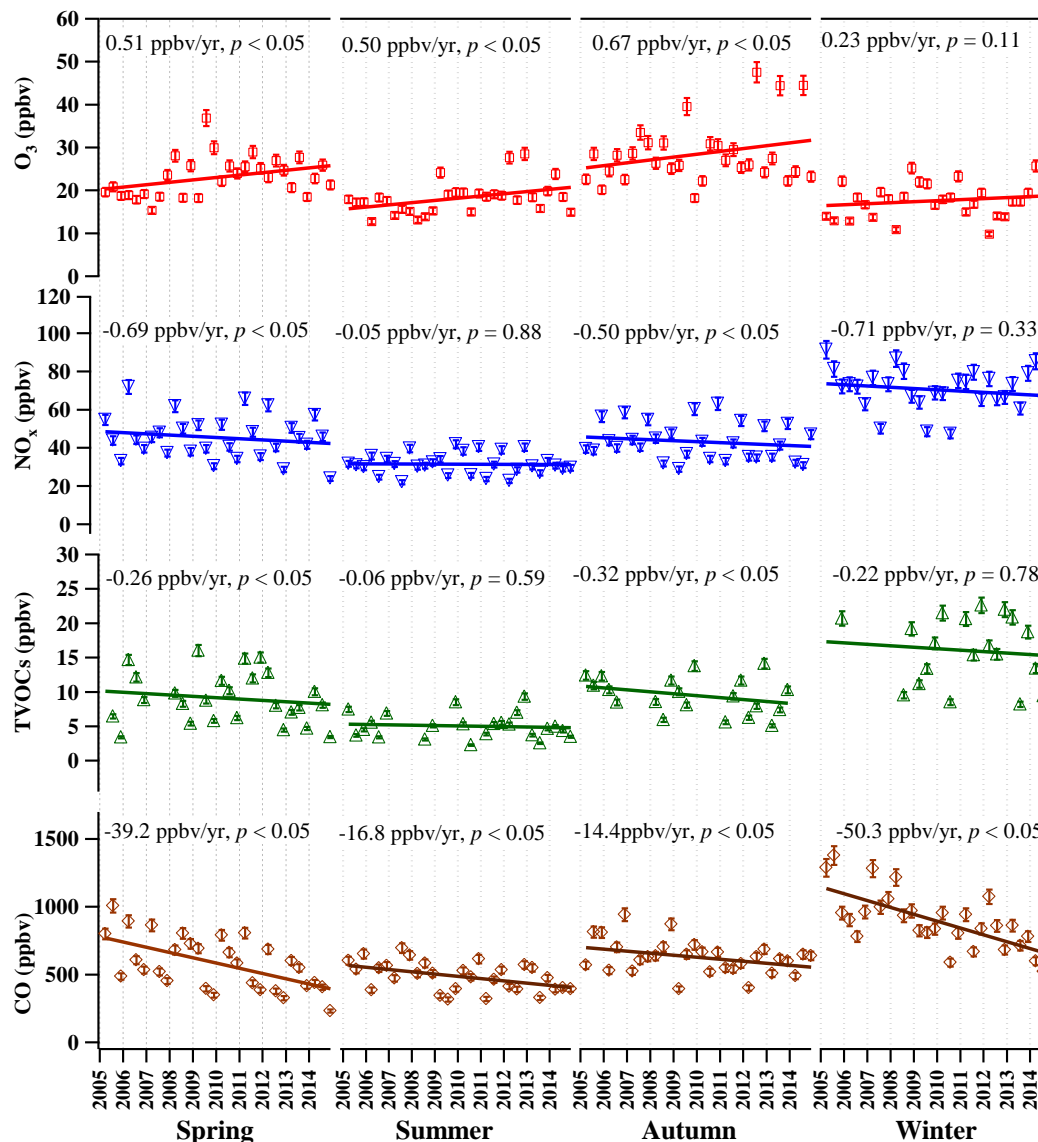 60
50
40
30
20
10
0
O3 (ppbv)
0.51 ppbv/yr, p < 0.05
0.50 ppbv/yr, p < 0.05
0.67 ppbv/yr, p < 0.05
0.23 ppbv/yr, p = 0.11
120
100
80
60
40
20
0
NOx (ppbv)
-0.69 ppbv/yr, p < 0.05
-0.05 ppbv/yr, p = 0.88
-0.50 ppbv/yr, p < 0.05
-0.71 ppbv/yr, p = 0.33
30
25
20
15
10
5
0
TVOCs (ppbv)
-0.26 ppbv/yr, p < 0.05
-0.06 ppbv/yr, p = 0.59
-0.32 ppbv/yr, p < 0.05
-0.22 ppbv/yr, p = 0.78
1500
1000
500
0
CO (ppbv)
-39.2 ppbv/yr, p < 0.05
-16.8 ppbv/yr, p < 0.05
-14.4ppbv/yr, p < 0.05
-50.3 ppbv/yr, p < 0.05
2005 2006 2007 2008 2009 2010 2011 2012 2013 2014
2005 2006 2007 2008 2009 2010 2011 2012 2013 2014
2005 2006 2007 2008 2009 2010 2011 2012 2013 2014
2005 2006 2007 2008 2009 2010 2011 2012 2013 2014
Spring
Summer
Autumn
Winter